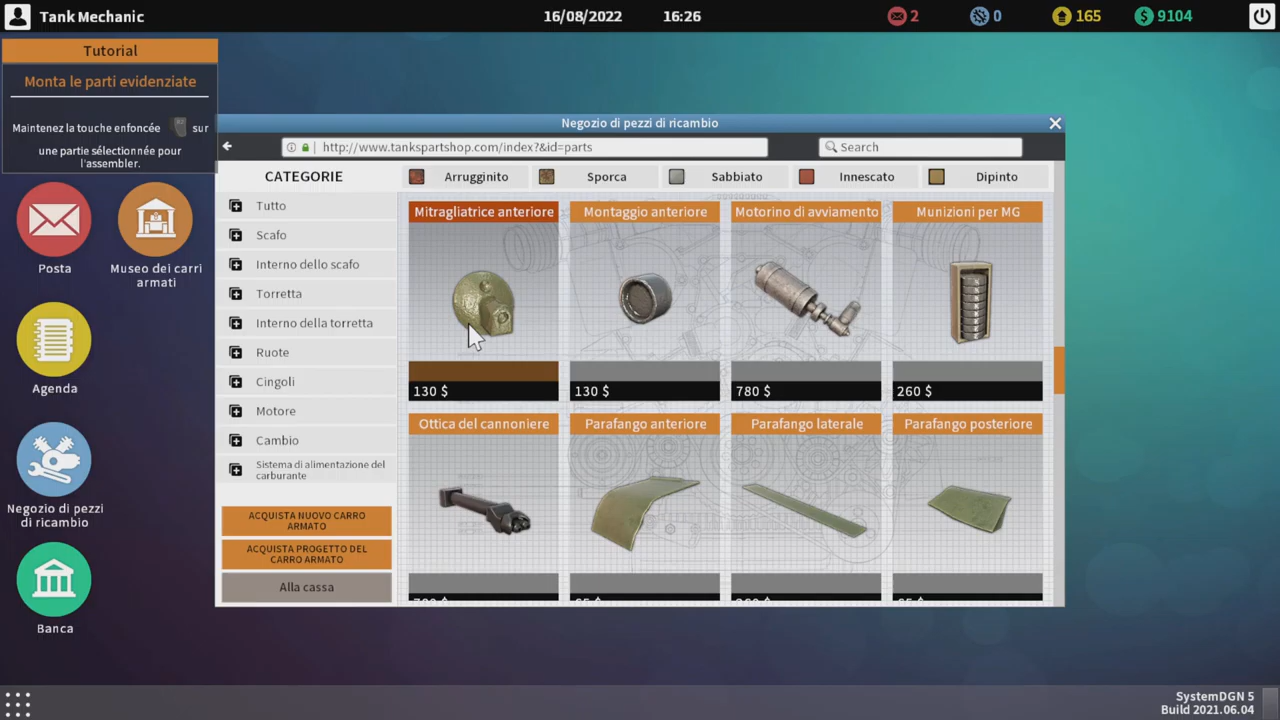 Tank Mechanic
16/08/2022
16:26
2
0
165
9104
Tutorial
Monta le parti evidenziate
Maintenez la touche enfoncée sur
une partie sélectionnée pour
l'assembler.
Posta
Museo dei carri
armati
Agenda
Negozio di pezzi
di ricambio
Banca
Negozio di pezzi di ricambio
http://www.tankspartshop.com/index?&id=parts
Search
CATEGORIE
Arrugginito
Sporca
Sabbiato
Innescato
Dipinto
Tutto
Scafo
Interno dello scafo
Torretta
Interno della torretta
Ruote
Cingoli
Motore
Cambio
Sistema di alimentazione del
carburante
ACQUISTA NUOVO CARRO
ARMATO
ACQUISTA PROGETTO DEL
CARRO ARMATO
Alla cassa
Mitragliatrice anteriore
130 $
Montaggio anteriore
130 $
Motorino di avviamento
780 $
Munizioni per MG
260 $
Ottica del cannoniere
Parafango anteriore
Parafango laterale
Parafango posteriore
SystemDGN 5
Build 2021.06.04